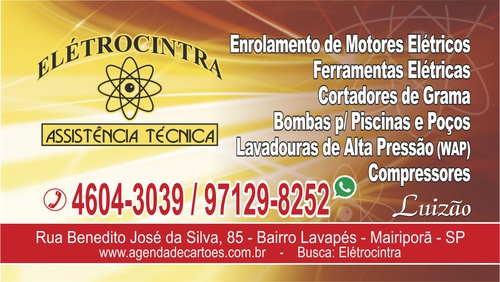 ELÉTROCINTRA
ASSISTÊNCIA TÉCNICA
Enrolamento de Motores Elétricos
Ferramentas Elétricas
Cortadores de Grama
Bombas p/ Piscinas e Poços
Lavadouras de Alta Pressão (WAP)
Compressores
4604-3039 / 97129-8252
Luizão
Rua Benedito José da Silva, 85 - Bairro Lavapés - Mairiporã - SP
www.agendadecartoes.com.br - Busca: Elétrocintra